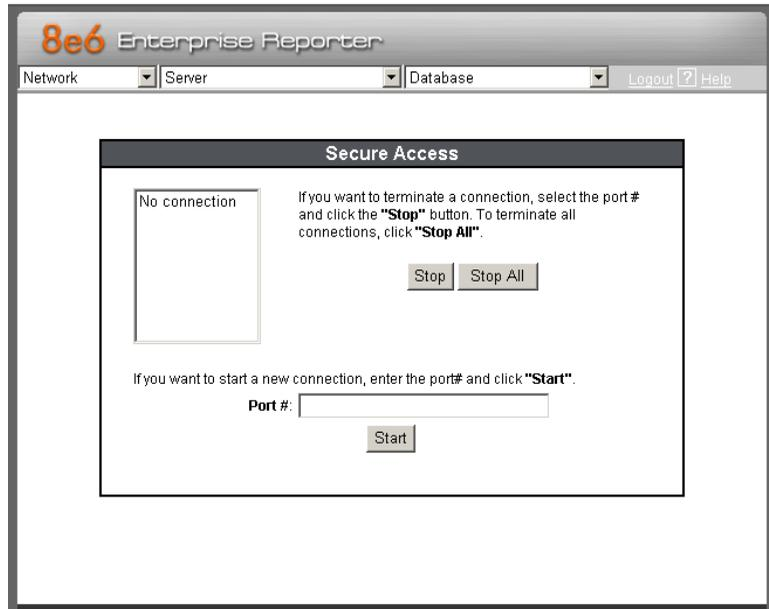 8e6 Enterprise Reporter
Network Server Database Logout ? Help
Secure Access
No connection
If you want to terminate a connection, select the port #
and click the "Stop" button. To terminate all
connections, click "Stop All".
Stop Stop All
If you want to start a new connection, enter the port# and click "Start".
Port #:
Start